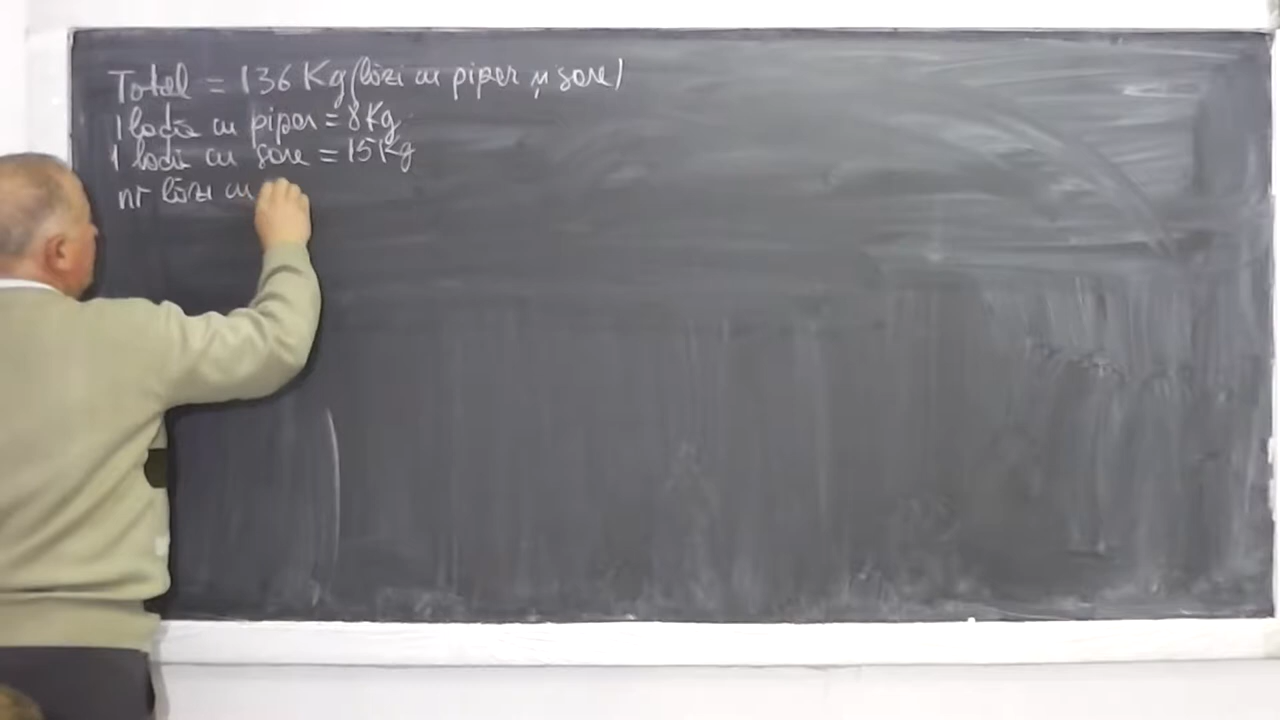 Total = 136 Kg (lăzi cu piper și sare)
1 ladă cu piper = 8 Kg
1 ladă cu sare = 15 Kg
nr lăzi cu